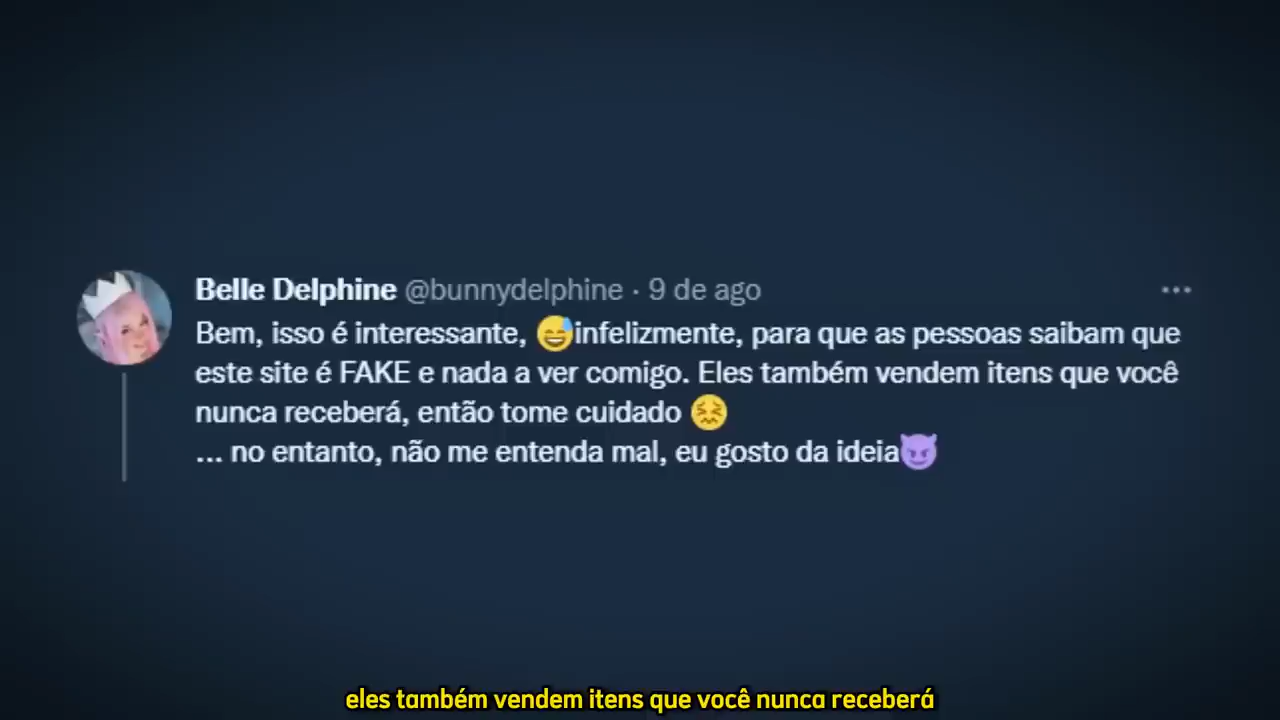 Belle Delphine @bunnydelphine · 9 de ago
Bem, isso é interessante, 😅infelizmente, para que as pessoas saibam que
este site é FAKE e nada a ver comigo. Eles também vendem itens que você
nunca receberá, então tome cuidado 😖
... no entanto, não me entenda mal, eu gosto da ideia😈
eles também vendem itens que você nunca receberá